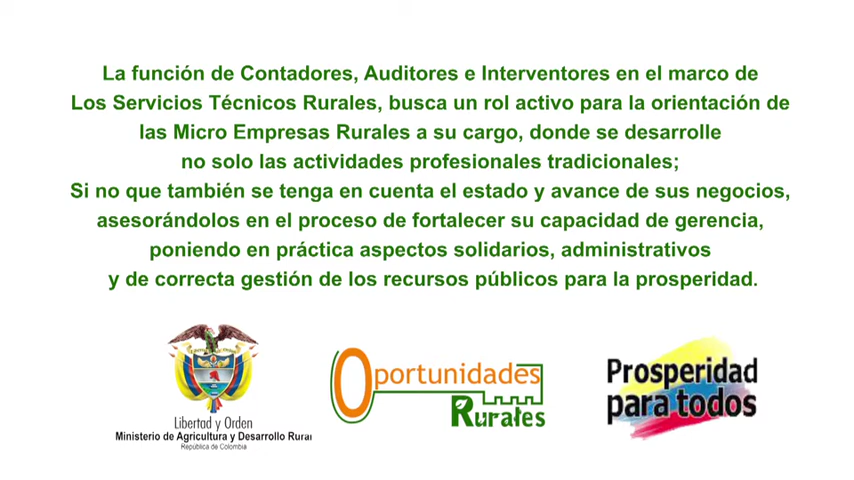 La función de Contadores, Auditores e Interventores en el marco de
Los Servicios Técnicos Rurales, busca un rol activo para la orientación de
las Micro Empresas Rurales a su cargo, donde se desarrolle
no solo las actividades profesionales tradicionales;
Si no que también se tenga en cuenta el estado y avance de sus negocios,
asesorándolos en el proceso de fortalecer su capacidad de gerencia,
poniendo en práctica aspectos solidarios, administrativos
y de correcta gestión de los recursos públicos para la prosperidad.
Libertad y Orden
Ministerio de Agricultura y Desarrollo Rural
República de Colombia
Oportunidades
Rurales
Prosperidad
para todos